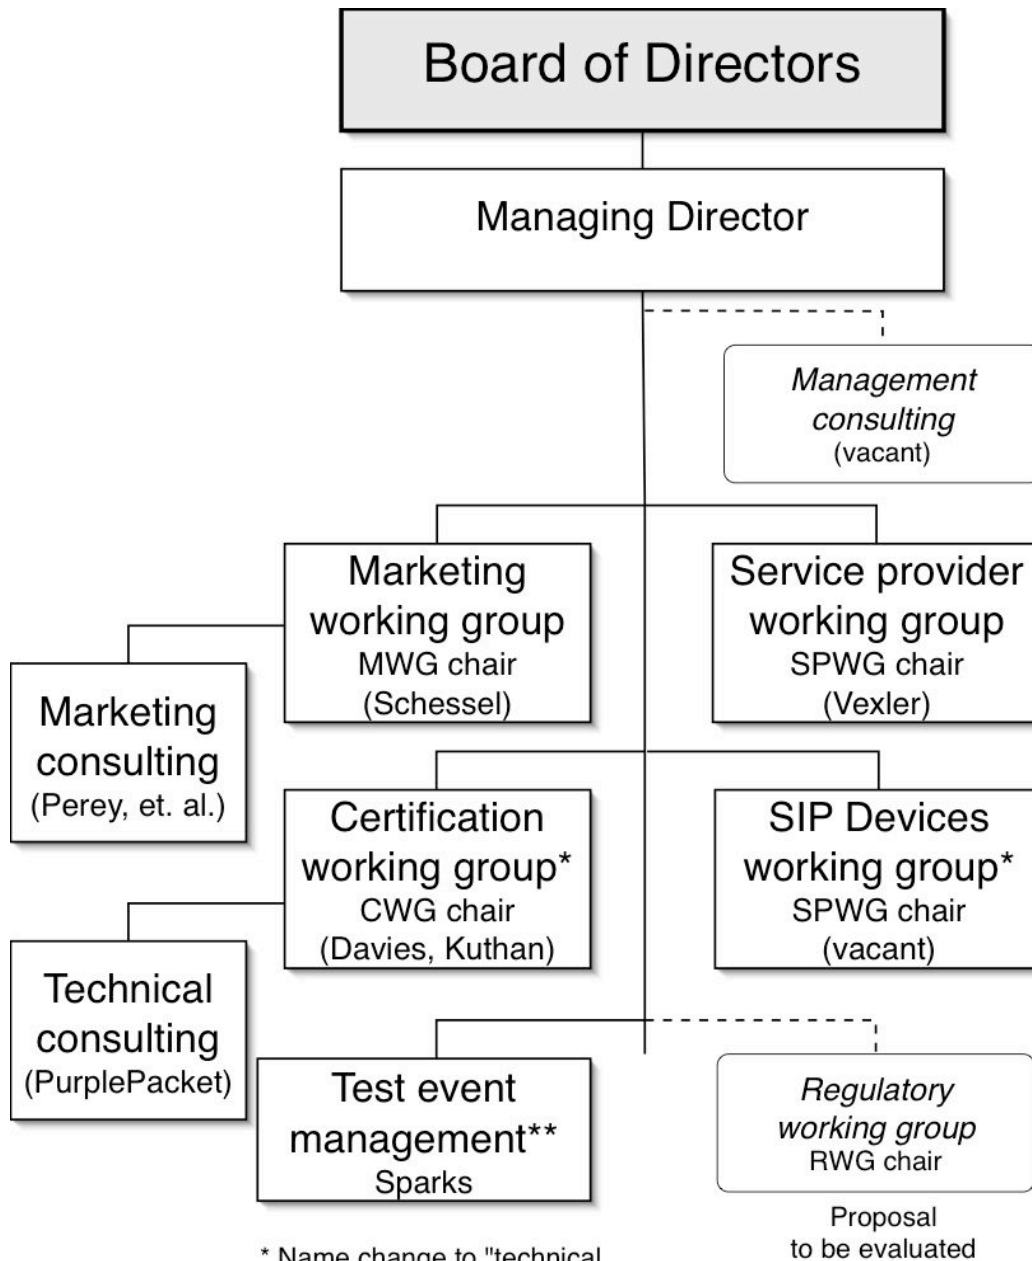 Board of Directors
Managing Director
Management
consulting
(vacant)
Marketing
working group
MWG chair
(Schessel)
Service provider
working group
SPWG chair
(Vexler)
Marketing
consulting
(Perey, et. al.)
Certification
working group*
CWG chair
(Davies, Kuthan)
SIP Devices
working group*
SPWG chair
(vacant)
Technical
consulting
(PurplePacket)
Test event
management**
Sparks
Regulatory
working group
RWG chair
Proposal
to be evaluated
* Name change to "technical